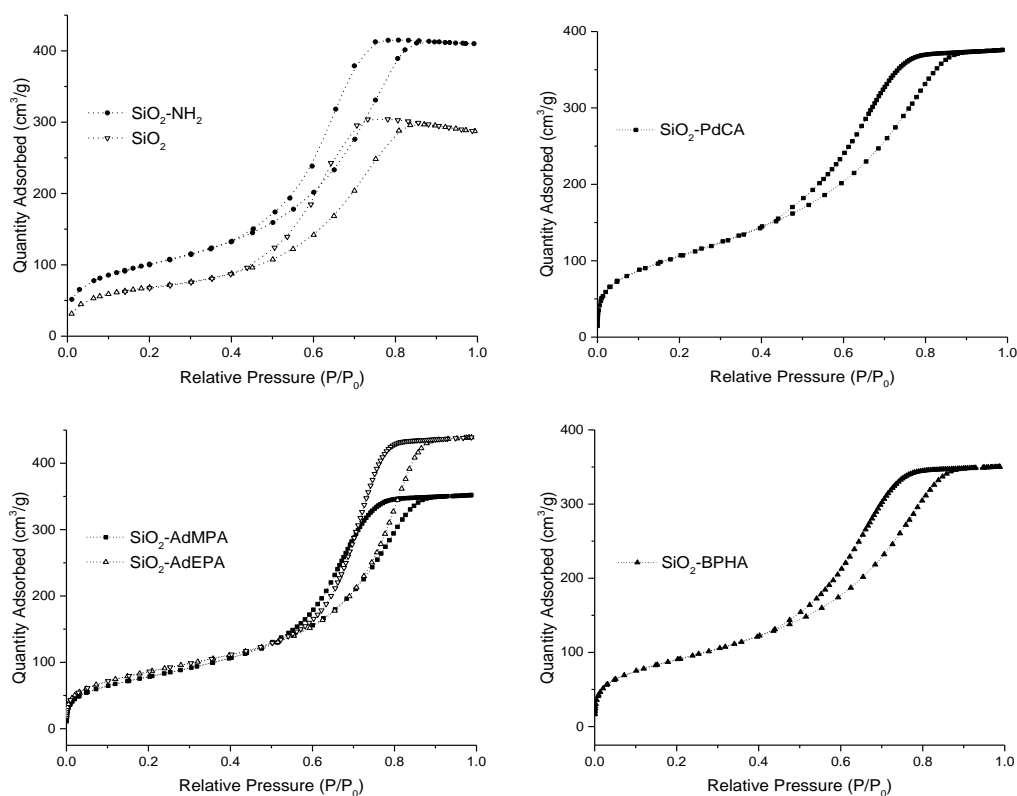 400
300
200
100
0
Quantity Adsorbed (cm³/g)
SiO₂-NH₂
SiO₂
0.0 0.2 0.4 0.6 0.8 1.0
Relative Pressure (P/P₀)
400
300
200
100
0
Quantity Adsorbed (cm³/g)
SiO₂-PdCA
0.0 0.2 0.4 0.6 0.8 1.0
Relative Pressure (P/P₀)
400
300
200
100
0
Quantity Adsorbed (cm³/g)
SiO₂-AdMPA
SiO₂-AdEPA
0.0 0.2 0.4 0.6 0.8 1.0
Relative Pressure (P/P₀)
400
300
200
100
0
Quantity Adsorbed (cm³/g)
SiO₂-BPHA
0.0 0.2 0.4 0.6 0.8 1.0
Relative Pressure (P/P₀)